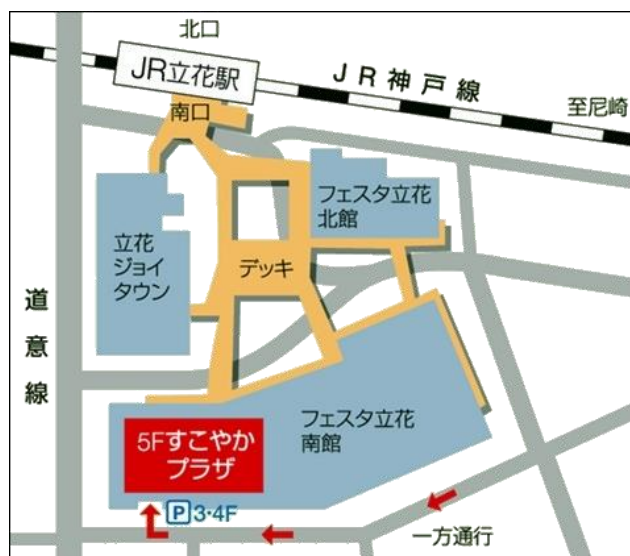 北口
JR立花駅
JR神戸線
至尼崎
南口
フェスタ立花
北館
立花
ジョイ
タウン
デッキ
道意線
フェスタ立花
南館
5Fすこやか
プラザ
P3・4F
一方通行